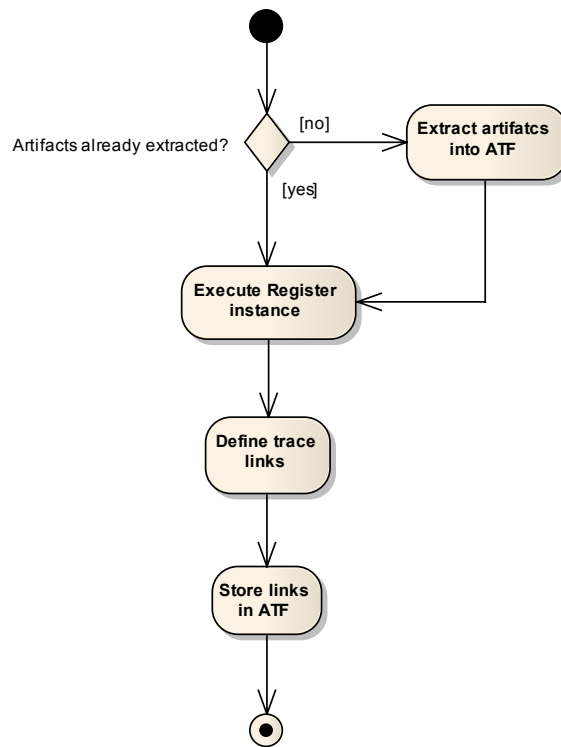 [no]
Extract artifatcs
into ATF
Artifacts already extracted?
[yes]
Execute Register
instance
Define trace
links
Store links
in ATF